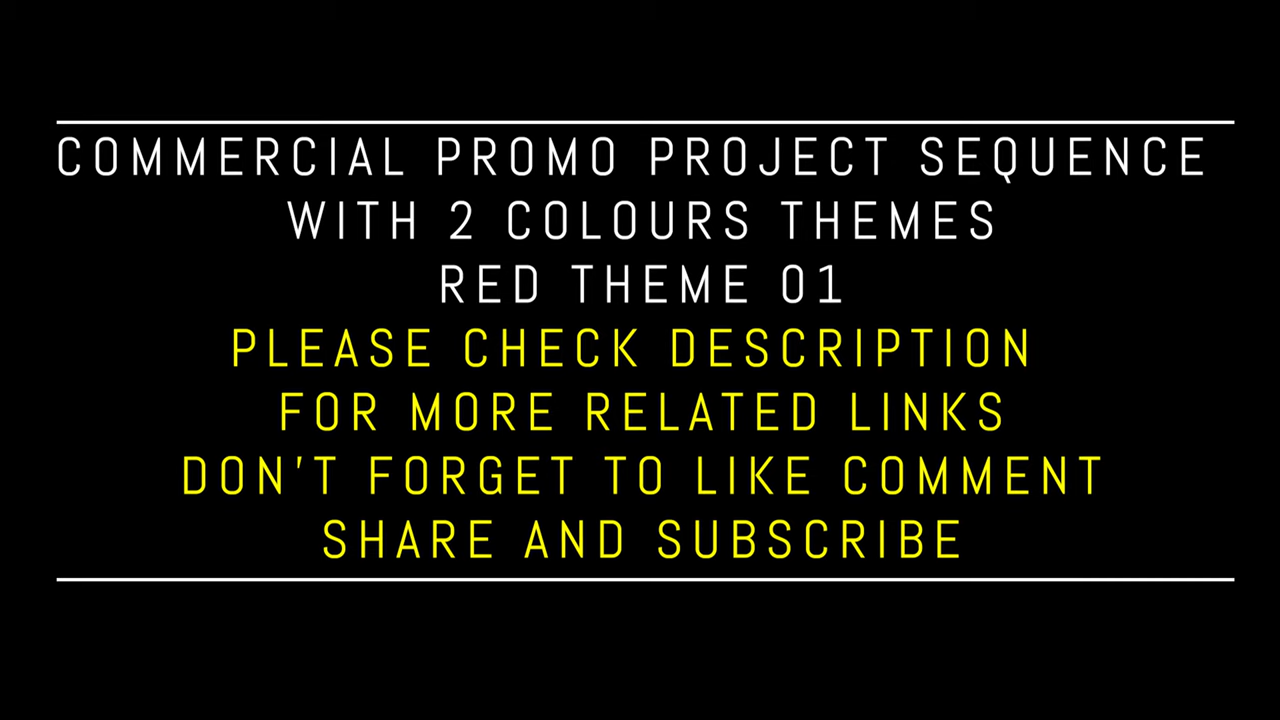 COMMERCIAL PROMO PROJECT SEQUENCE
WITH 2 COLOURS THEMES
RED THEME 01
PLEASE CHECK DESCRIPTION
FOR MORE RELATED LINKS
DON'T FORGET TO LIKE COMMENT
SHARE AND SUBSCRIBE